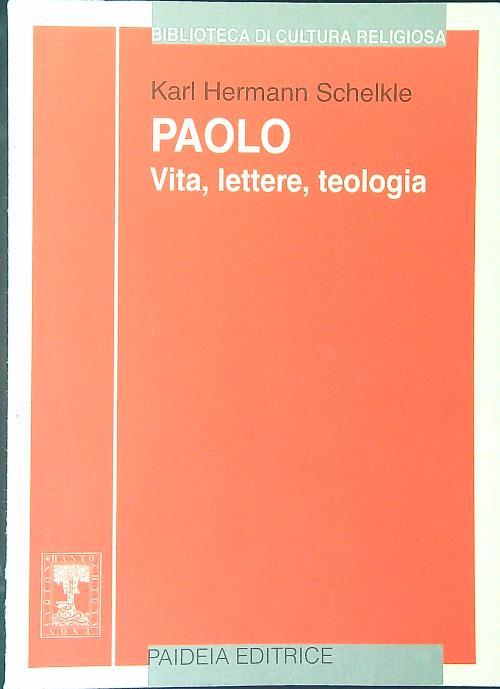 BIBLIOTECA DI CULTURA RELIGIOSA
Karl Hermann Schelkle
PAOLO
Vita, lettere, teologia
PAIDEIA EDITRICE